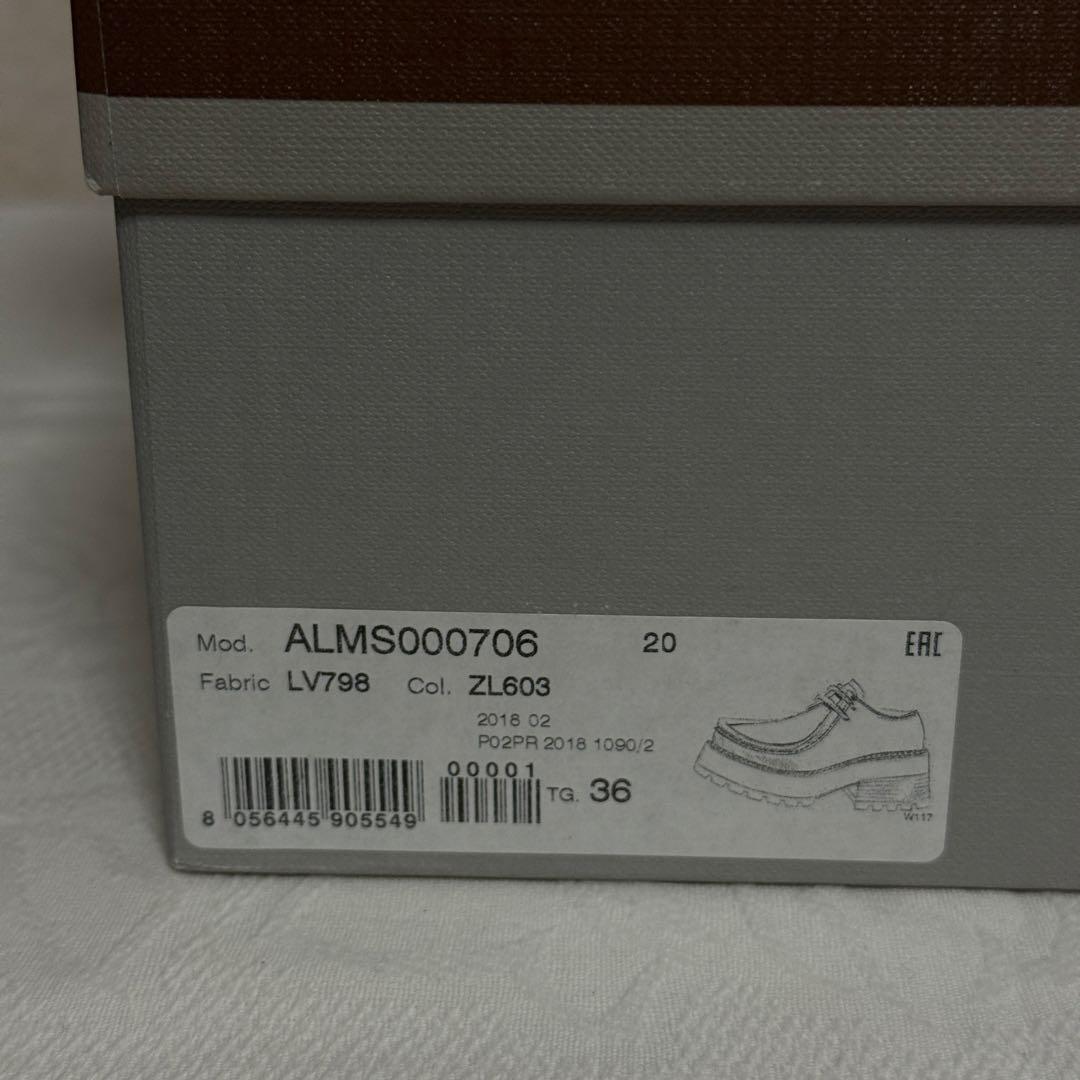 Mod. ALMS000706 20 EAC
Fabric LV798 Col. ZL603
2018 02
P02PR 2018 1090/2
00001
TG. 36
8 056445 905549
W117